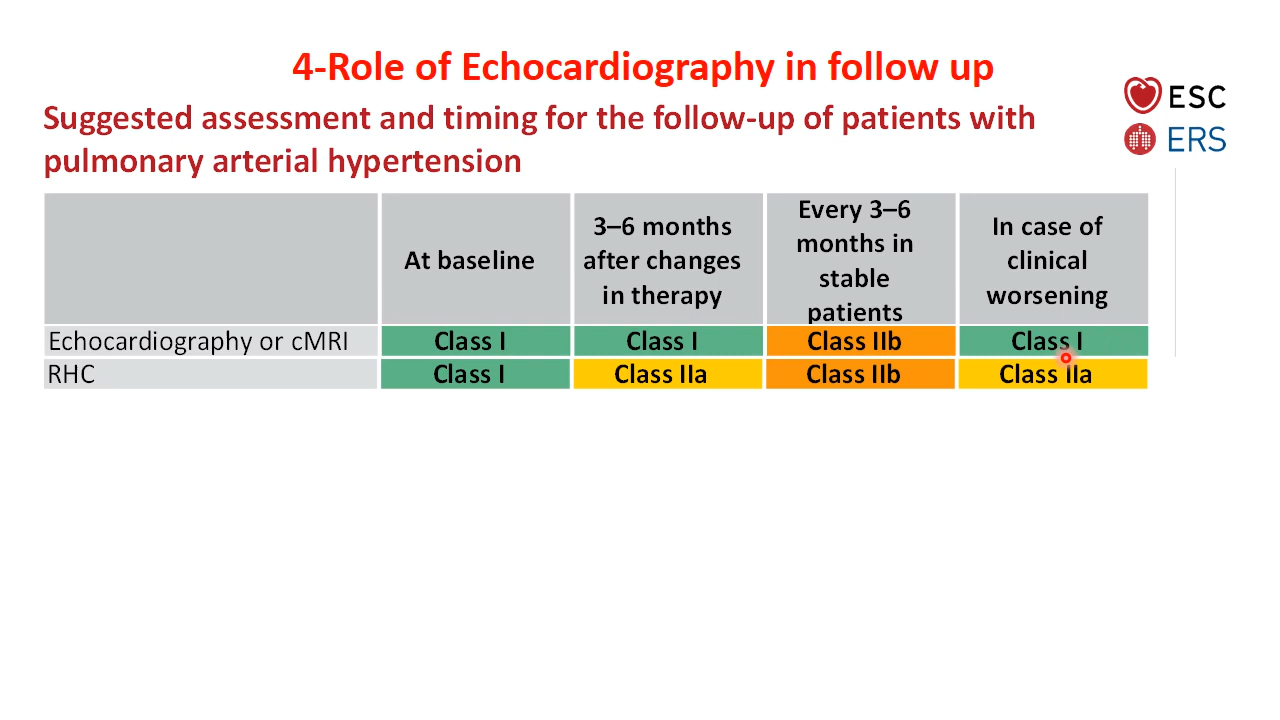 4-Role of Echocardiography in follow up
Suggested assessment and timing for the follow-up of patients with
pulmonary arterial hypertension
ESC
ERS
At baseline
3–6 months
after changes
in therapy
Every 3–6
months in
stable
patients
In case of
clinical
worsening
Echocardiography or cMRI Class I Class I Class IIb Class I
RHC Class I Class IIa Class IIb Class IIa